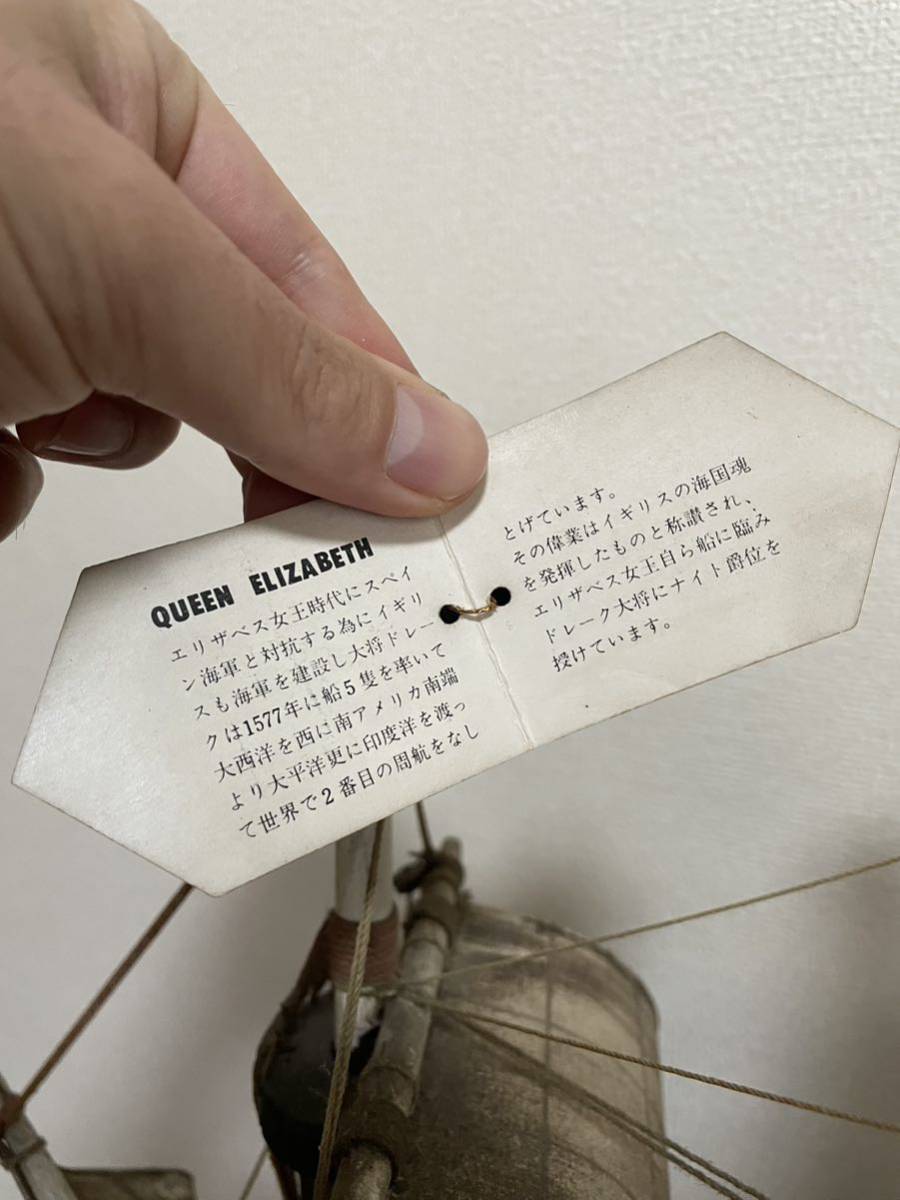 QUEEN ELIZABETH
エリザベス女王時代にスペイ
ン海軍と対抗する為にイギリ
スも海軍を建設し大将ドレー
クは1577年に船5隻を率いて
大西洋を西に南アメリカ南端
より大平洋更に印度洋を渡っ
て世界で2番目の周航をなし
とげています。
その偉業はイギリスの海国魂
を発揮したものと称讃され、
エリザベス女王自ら船に臨み
ドレーク大将にナイト爵位を
授けています。